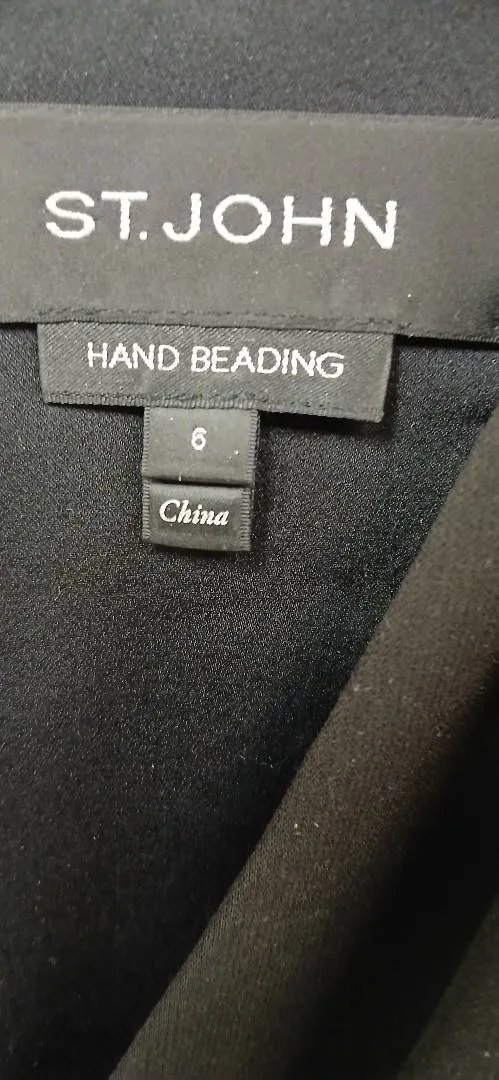 ST. JOHN
HAND BEADING
6
China